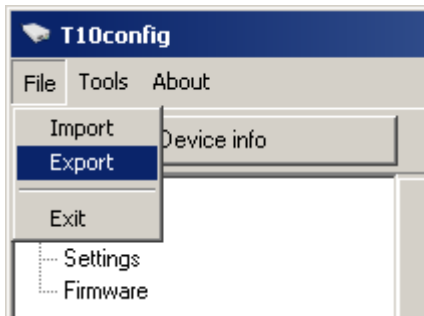 T10config
File Tools About
Import
Export
Device info
Exit
Settings
Firmware